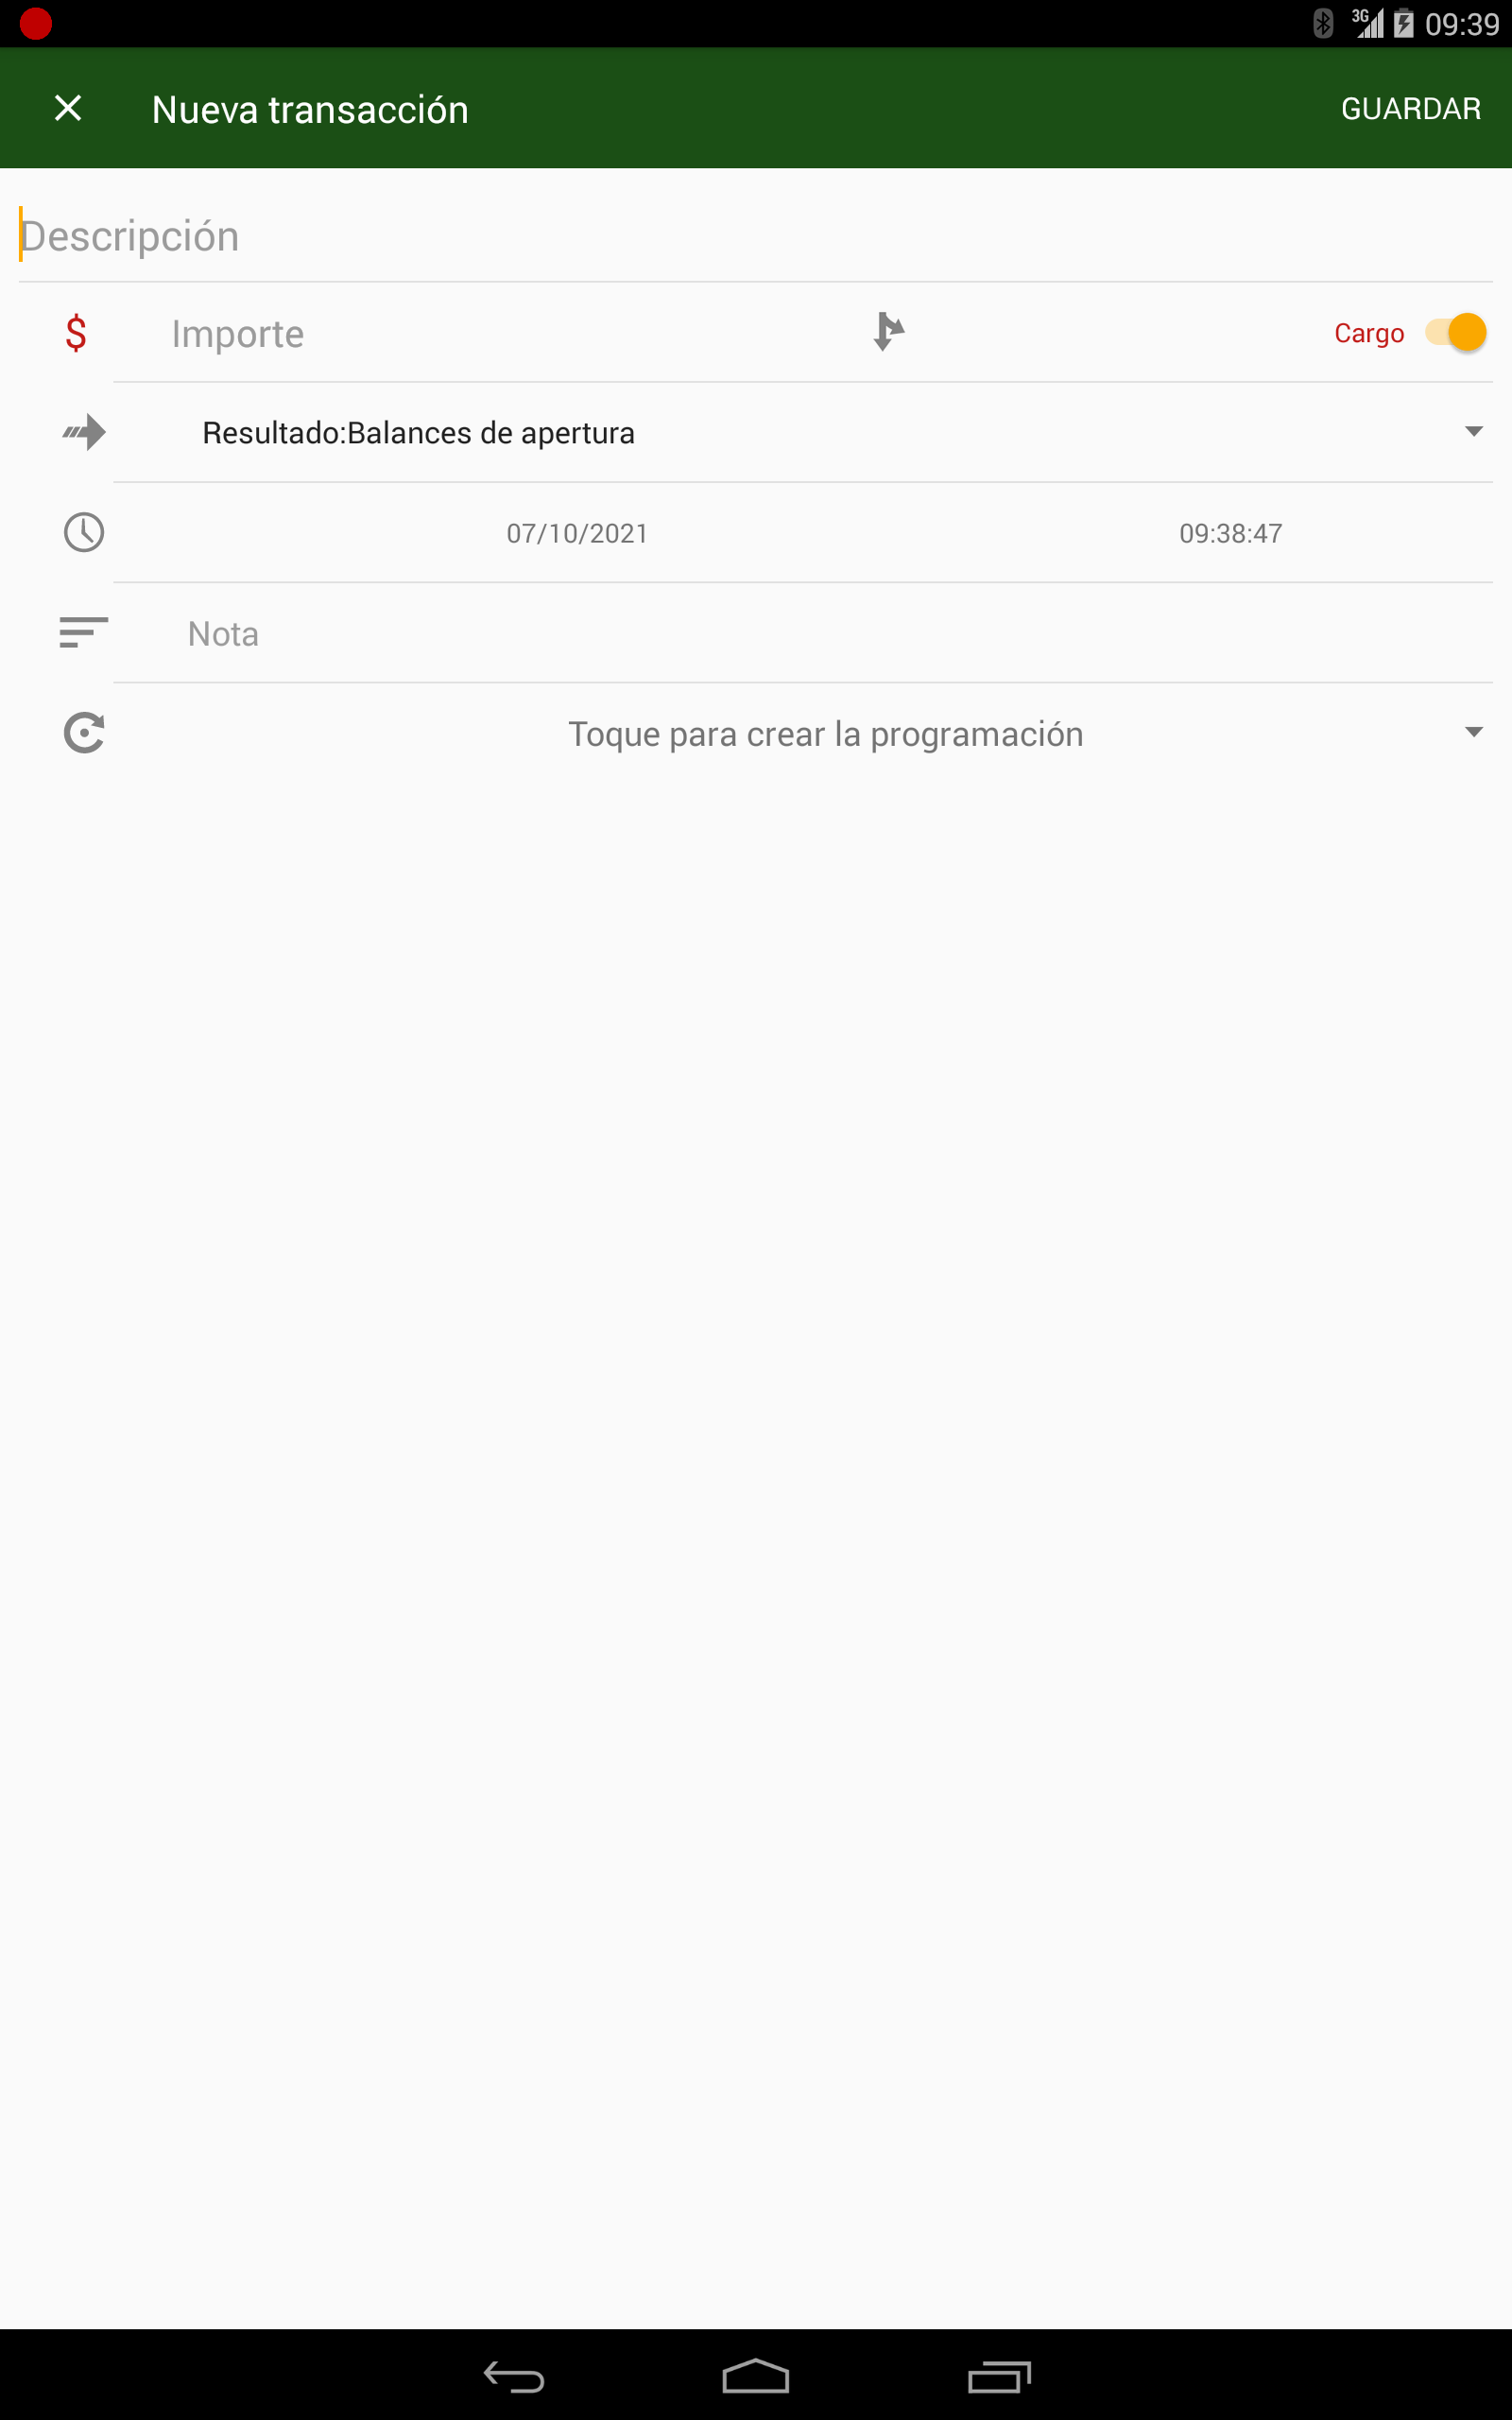 3G 09:39
Nueva transacción GUARDAR
Descripción
$ Importe Cargo
Resultado:Balances de apertura
07/10/2021 09:38:47
Nota
Toque para crear la programación